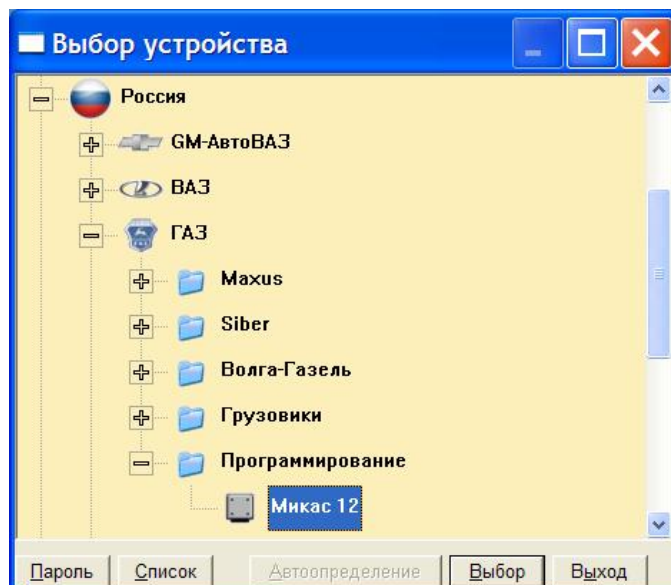 Выбор устройства
Россия
GM-АвтоВАЗ
ВАЗ
ГАЗ
Maxus
Siber
Волга-Газель
Грузовики
Программирование
Микас 12
Пароль Список Автоопределение Выбор Выход